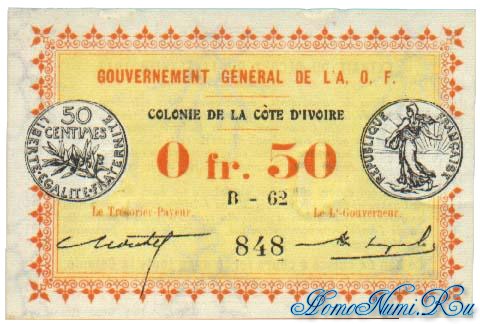 GOUVERNEMENT GÉNÉRAL DE L'A. O. F.
COLONIE DE LA CÔTE D'IVOIRE
50 CENTIMES
LIBERTÉ·ÉGALITÉ·FRATERNITÉ
RÉPUBLIQUE FRANÇAISE
0 fr. 50
B - 62
Le Trésorier-Payeur.
Le Lt-Gouverneur.
848
HomoNumi.Ru